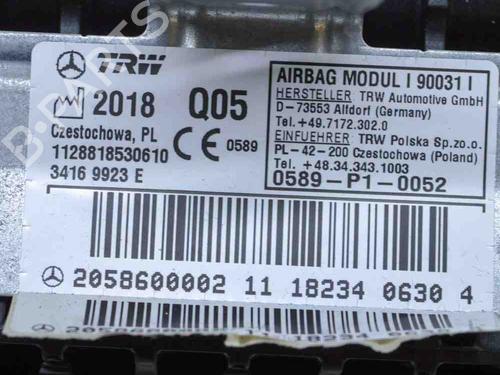 B-PARTS
TRW
2018 Q05
Czestochowa, PL
1128818530610
0589
3416 9923 E
AIRBAG MODUL I 90031 I
HERSTELLER TRW Automotive GmbH
D-73553 Alfdorf (Germany)
Tel.+49.7172.302.0
EINFUEHRER TRW Polska Sp.zo.o.
PL-42-200 Czestochowa (Poland)
Tel.+48.34.343.1003
0589-P1-0052
2058600002 11 18234 0630 4